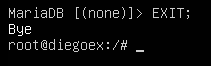 MariaDB [(none)]> EXIT;
Bye
root@diegoex:/# _